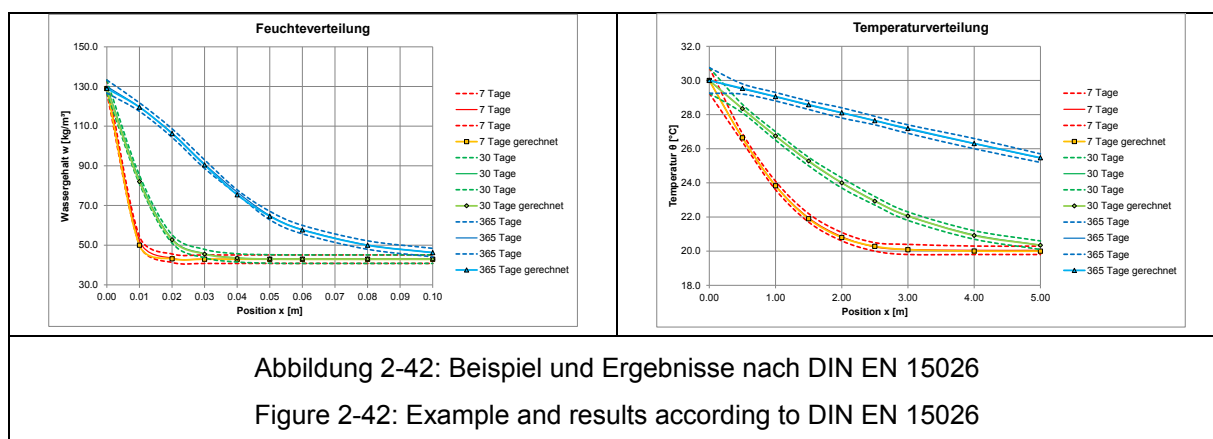 Feuchteverteilung
Wassergehalt w [kg/m³]
150.0
130.0
110.0
90.0
70.0
50.0
30.0
0.00 0.01 0.02 0.03 0.04 0.05 0.06 0.07 0.08 0.09 0.10
Position x [m]
7 Tage
7 Tage
7 Tage
7 Tage gerechnet
30 Tage
30 Tage
30 Tage
30 Tage gerechnet
365 Tage
365 Tage
365 Tage
365 Tage gerechnet
Temperaturverteilung
Temperatur θ [°C]
32.0
30.0
28.0
26.0
24.0
22.0
20.0
18.0
0.00 1.00 2.00 3.00 4.00 5.00
Position x [m]
7 Tage
7 Tage
7 Tage
7 Tage gerechnet
30 Tage
30 Tage
30 Tage
30 Tage gerechnet
365 Tage
365 Tage
365 Tage
365 Tage gerechnet
Abbildung 2-42: Beispiel und Ergebnisse nach DIN EN 15026
Figure 2-42: Example and results according to DIN EN 15026